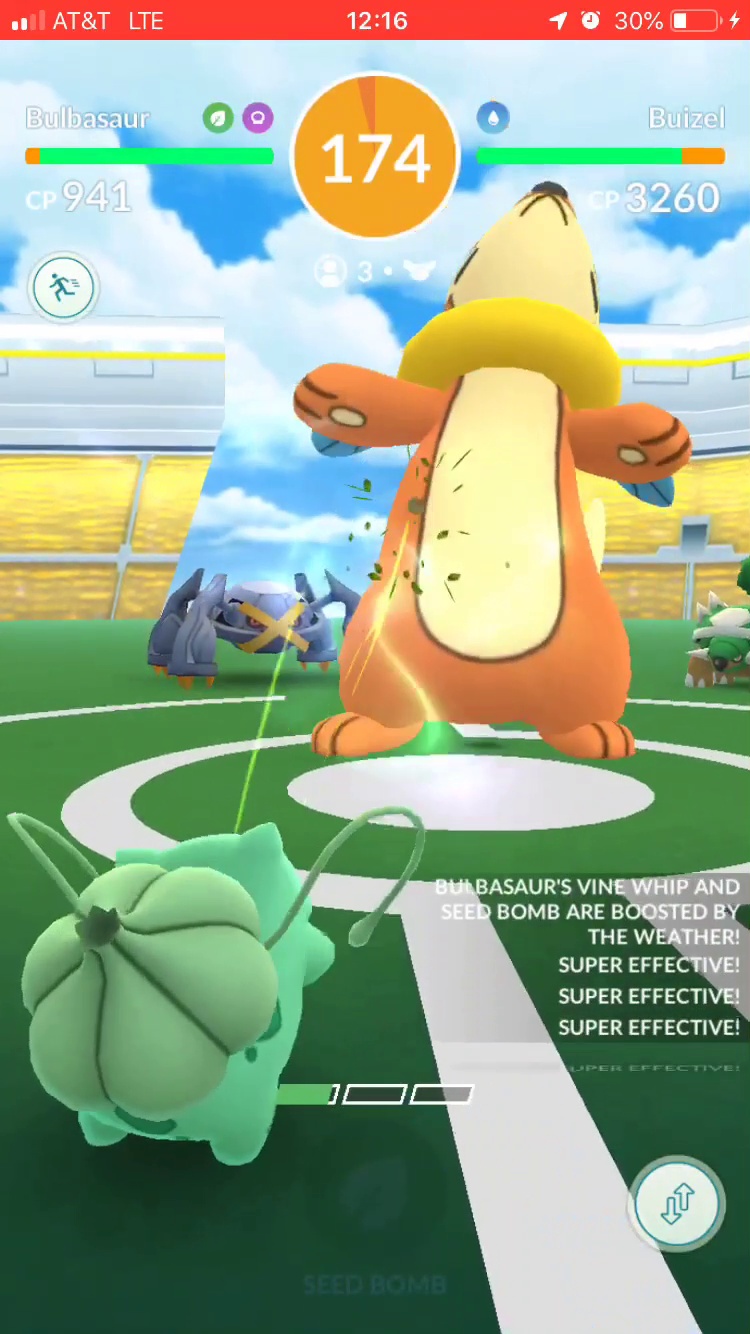 AT&T LTE 12:16 30%
Bulbasaur
Buizel
174
CP 941
CP 3260
3
BULBASAUR'S VINE WHIP AND
SEED BOMB ARE BOOSTED BY
THE WEATHER!
SUPER EFFECTIVE!
SUPER EFFECTIVE!
SUPER EFFECTIVE!
SUPER EFFECTIVE!
SEED BOMB